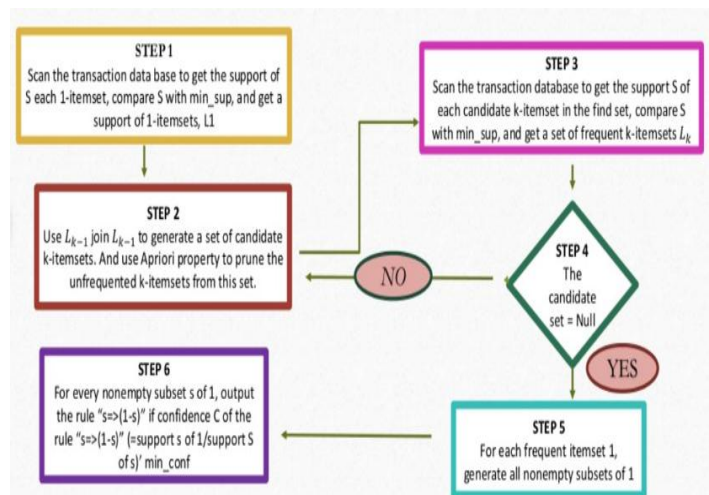 STEP 1
Scan the transaction data base to get the support of
S each 1-itemset, compare S with min_sup, and get a
support of 1-itemsets, L1
STEP 2
Use L_{k-1} join L_{k-1} to generate a set of candidate
k-itemsets. And use Apriori property to prune the
unfrequented k-itemsets from this set.
STEP 3
Scan the transaction database to get the support S of
each candidate k-itemset in the find set, compare S
with min_sup, and get a set of frequent k-itemsets L_k
STEP 4
The
candidate
set = Null
NO
YES
STEP 5
For each frequent itemset 1,
generate all nonempty subsets of 1
STEP 6
For every nonempty subset s of 1, output
the rule “s=>(1-s)” if confidence C of the
rule “s=>(1-s)” (=support s of 1/support S
of s)’ min_conf